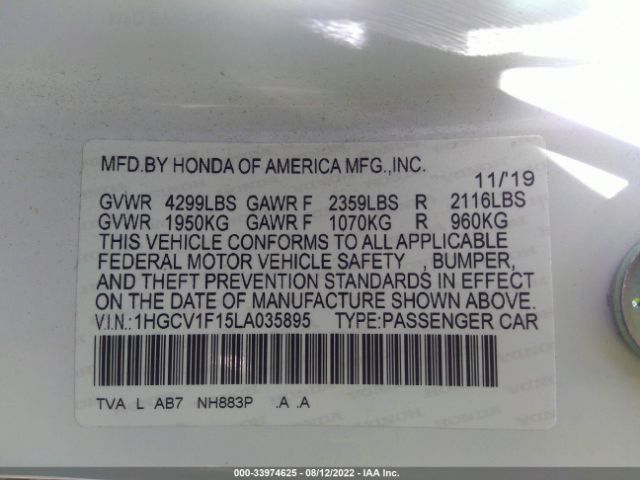 MFD.BY HONDA OF AMERICA MFG.,INC.
11/'19
GVWR 4299LBS GAWR F 2359LBS R 2116LBS
GVWR 1950KG GAWR F 1070KG R 960KG
THIS VEHICLE CONFORMS TO ALL APPLICABLE
FEDERAL MOTOR VEHICLE SAFETY , BUMPER,
AND THEFT PREVENTION STANDARDS IN EFFECT
ON THE DATE OF MANUFACTURE SHOWN ABOVE.
V.I.N.: 1HGCV1F15LA035895 TYPE:PASSENGER CAR
TVA L AB7 NH883P .A .A
000-33974625 - 08/12/2022 - IAA Inc.